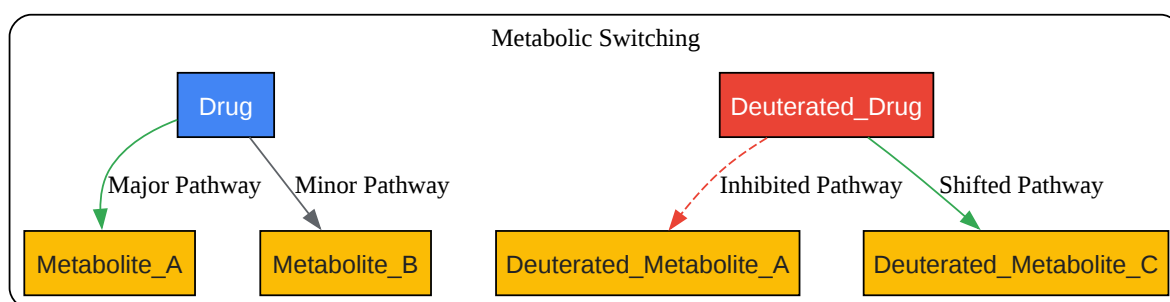 Metabolic Switching
Drug
Deuterated_Drug
Major Pathway
Minor Pathway
Inhibited Pathway
Shifted Pathway
Metabolite_A
Metabolite_B
Deuterated_Metabolite_A
Deuterated_Metabolite_C